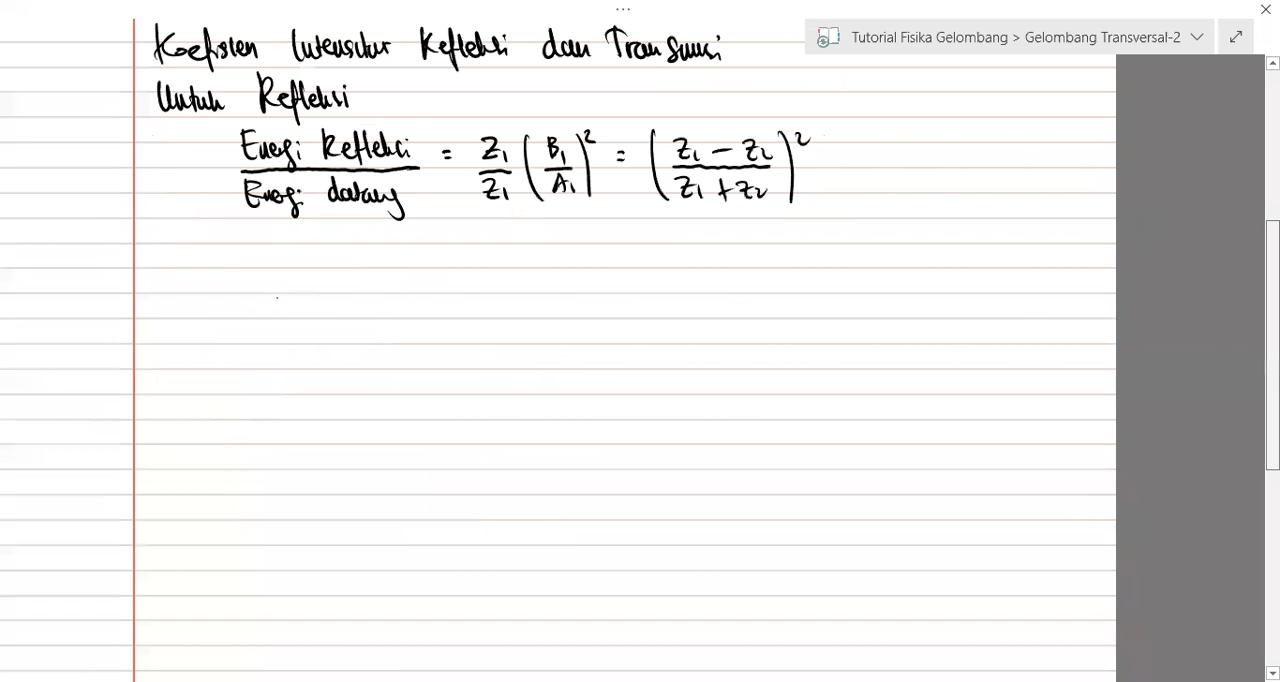 Koefisien Intensitas Refleksi dan Transmisi
Tutorial Fisika Gelombang > Gelombang Transversal-2
Untuk Refleksi
Energi Refleksi / Energi datang = Z₁/Z₁ (B₁/A₁)² = (Z₁ − Z₂ / Z₁ + Z₂)²